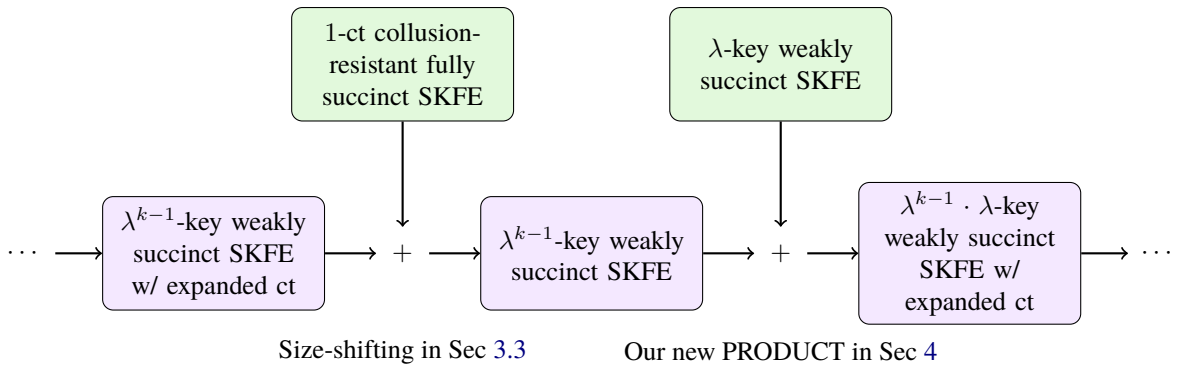 1-ct collusion-
resistant fully
succinct SKFE
λ-key weakly
succinct SKFE
⋯
λ^{k−1}-key weakly
succinct SKFE
w/ expanded ct
+
λ^{k−1}-key weakly
succinct SKFE
+
λ^{k−1} · λ-key
weakly succinct
SKFE w/
expanded ct
⋯
Size-shifting in Sec 3.3
Our new PRODUCT in Sec 4